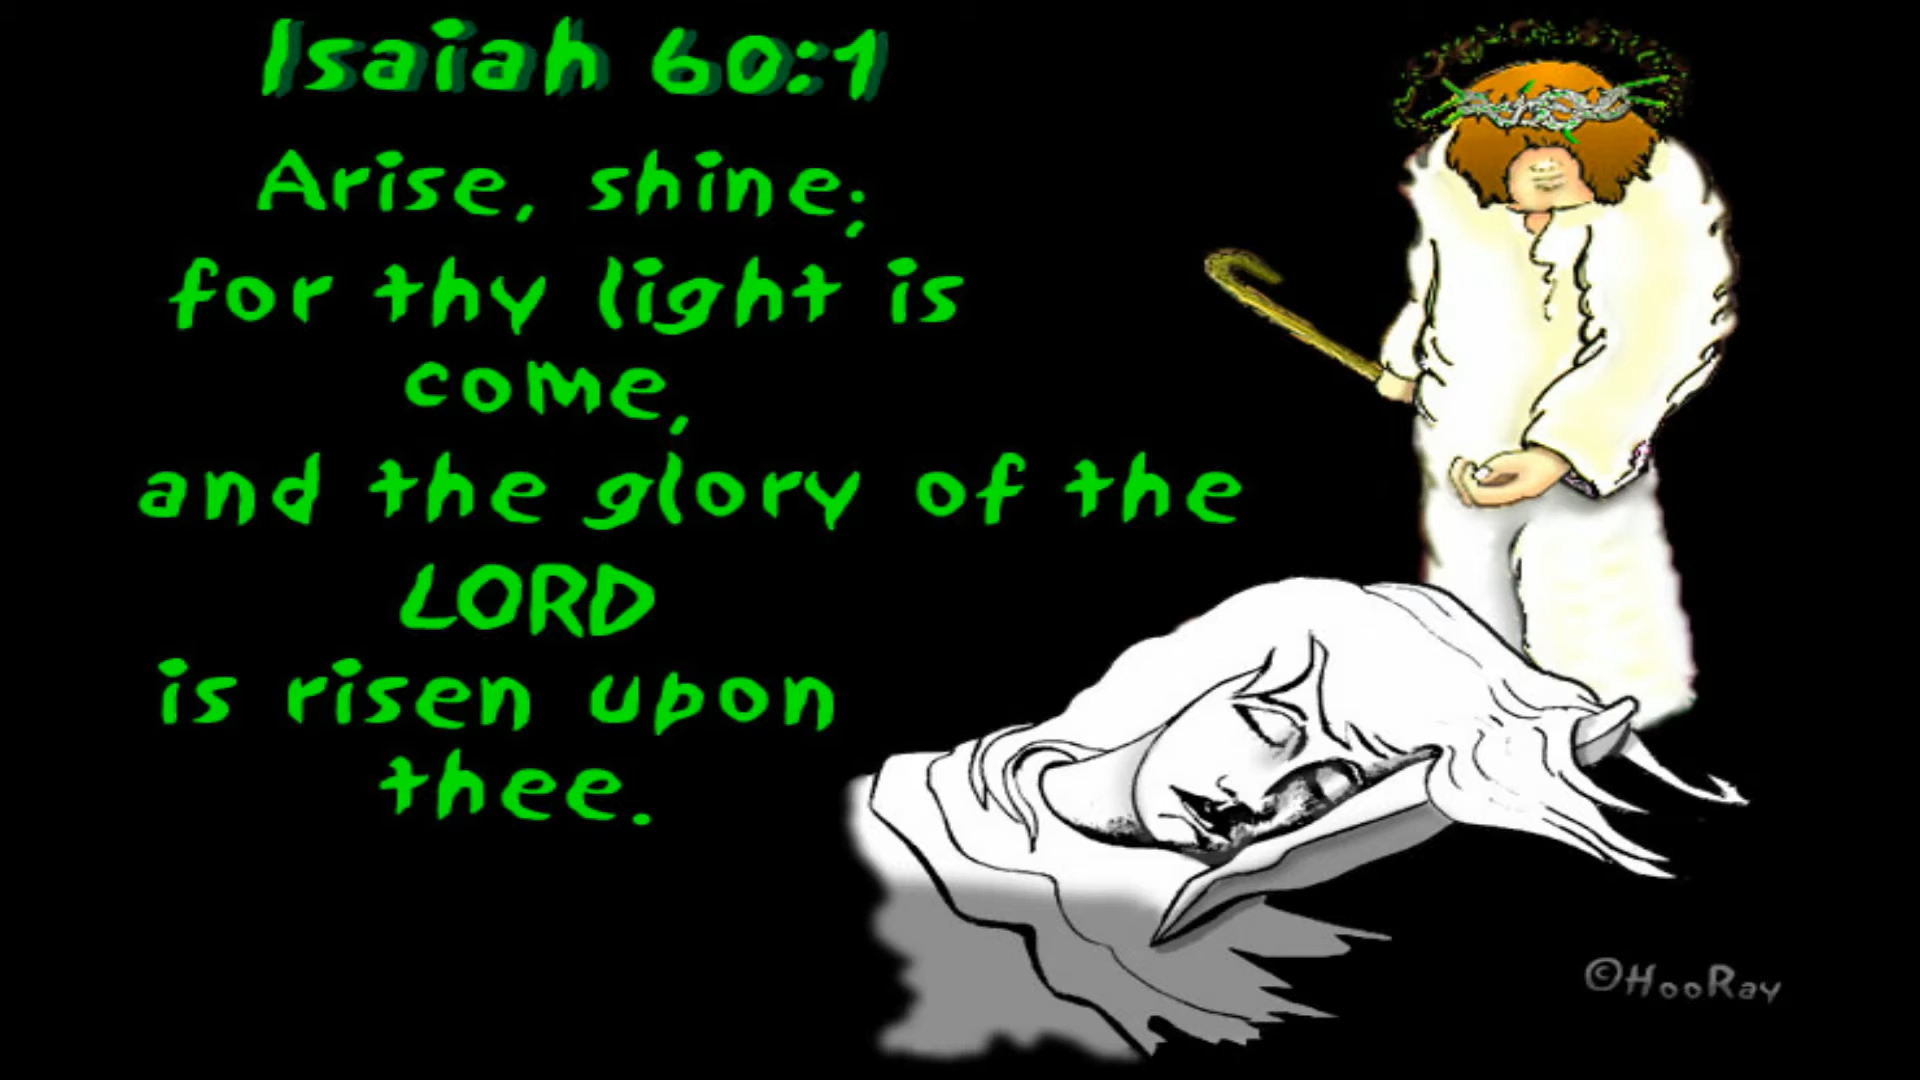 Isaiah 60:1
Arise, shine;
for thy light is
come,
and the glory of the
LORD
is risen upon
thee.
©HooRay